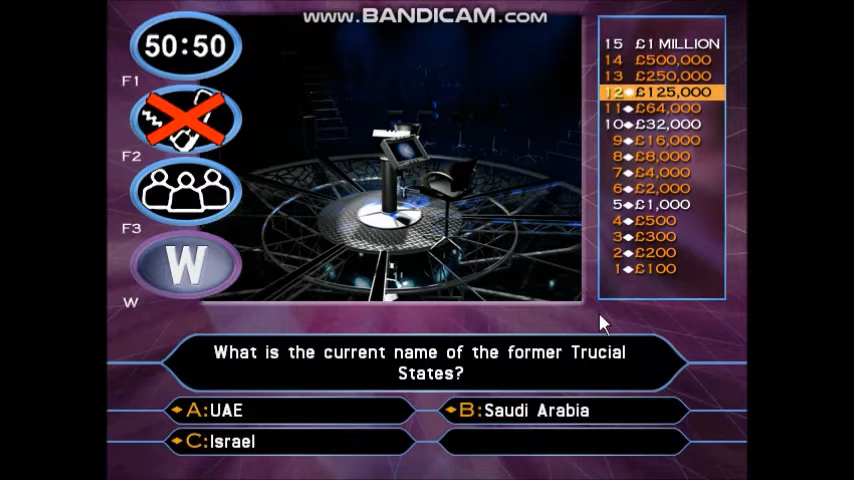 www.BANDICAM.com
50:50
F1
F2
F3
W
W
15 £1 MILLION
14 £500,000
13 £250,000
12 £125,000
11 £64,000
10 £32,000
9 £16,000
8 £8,000
7 £4,000
6 £2,000
5 £1,000
4 £500
3 £300
2 £200
1 £100
What is the current name of the former Trucial
States?
A:UAE
B:Saudi Arabia
C:Israel